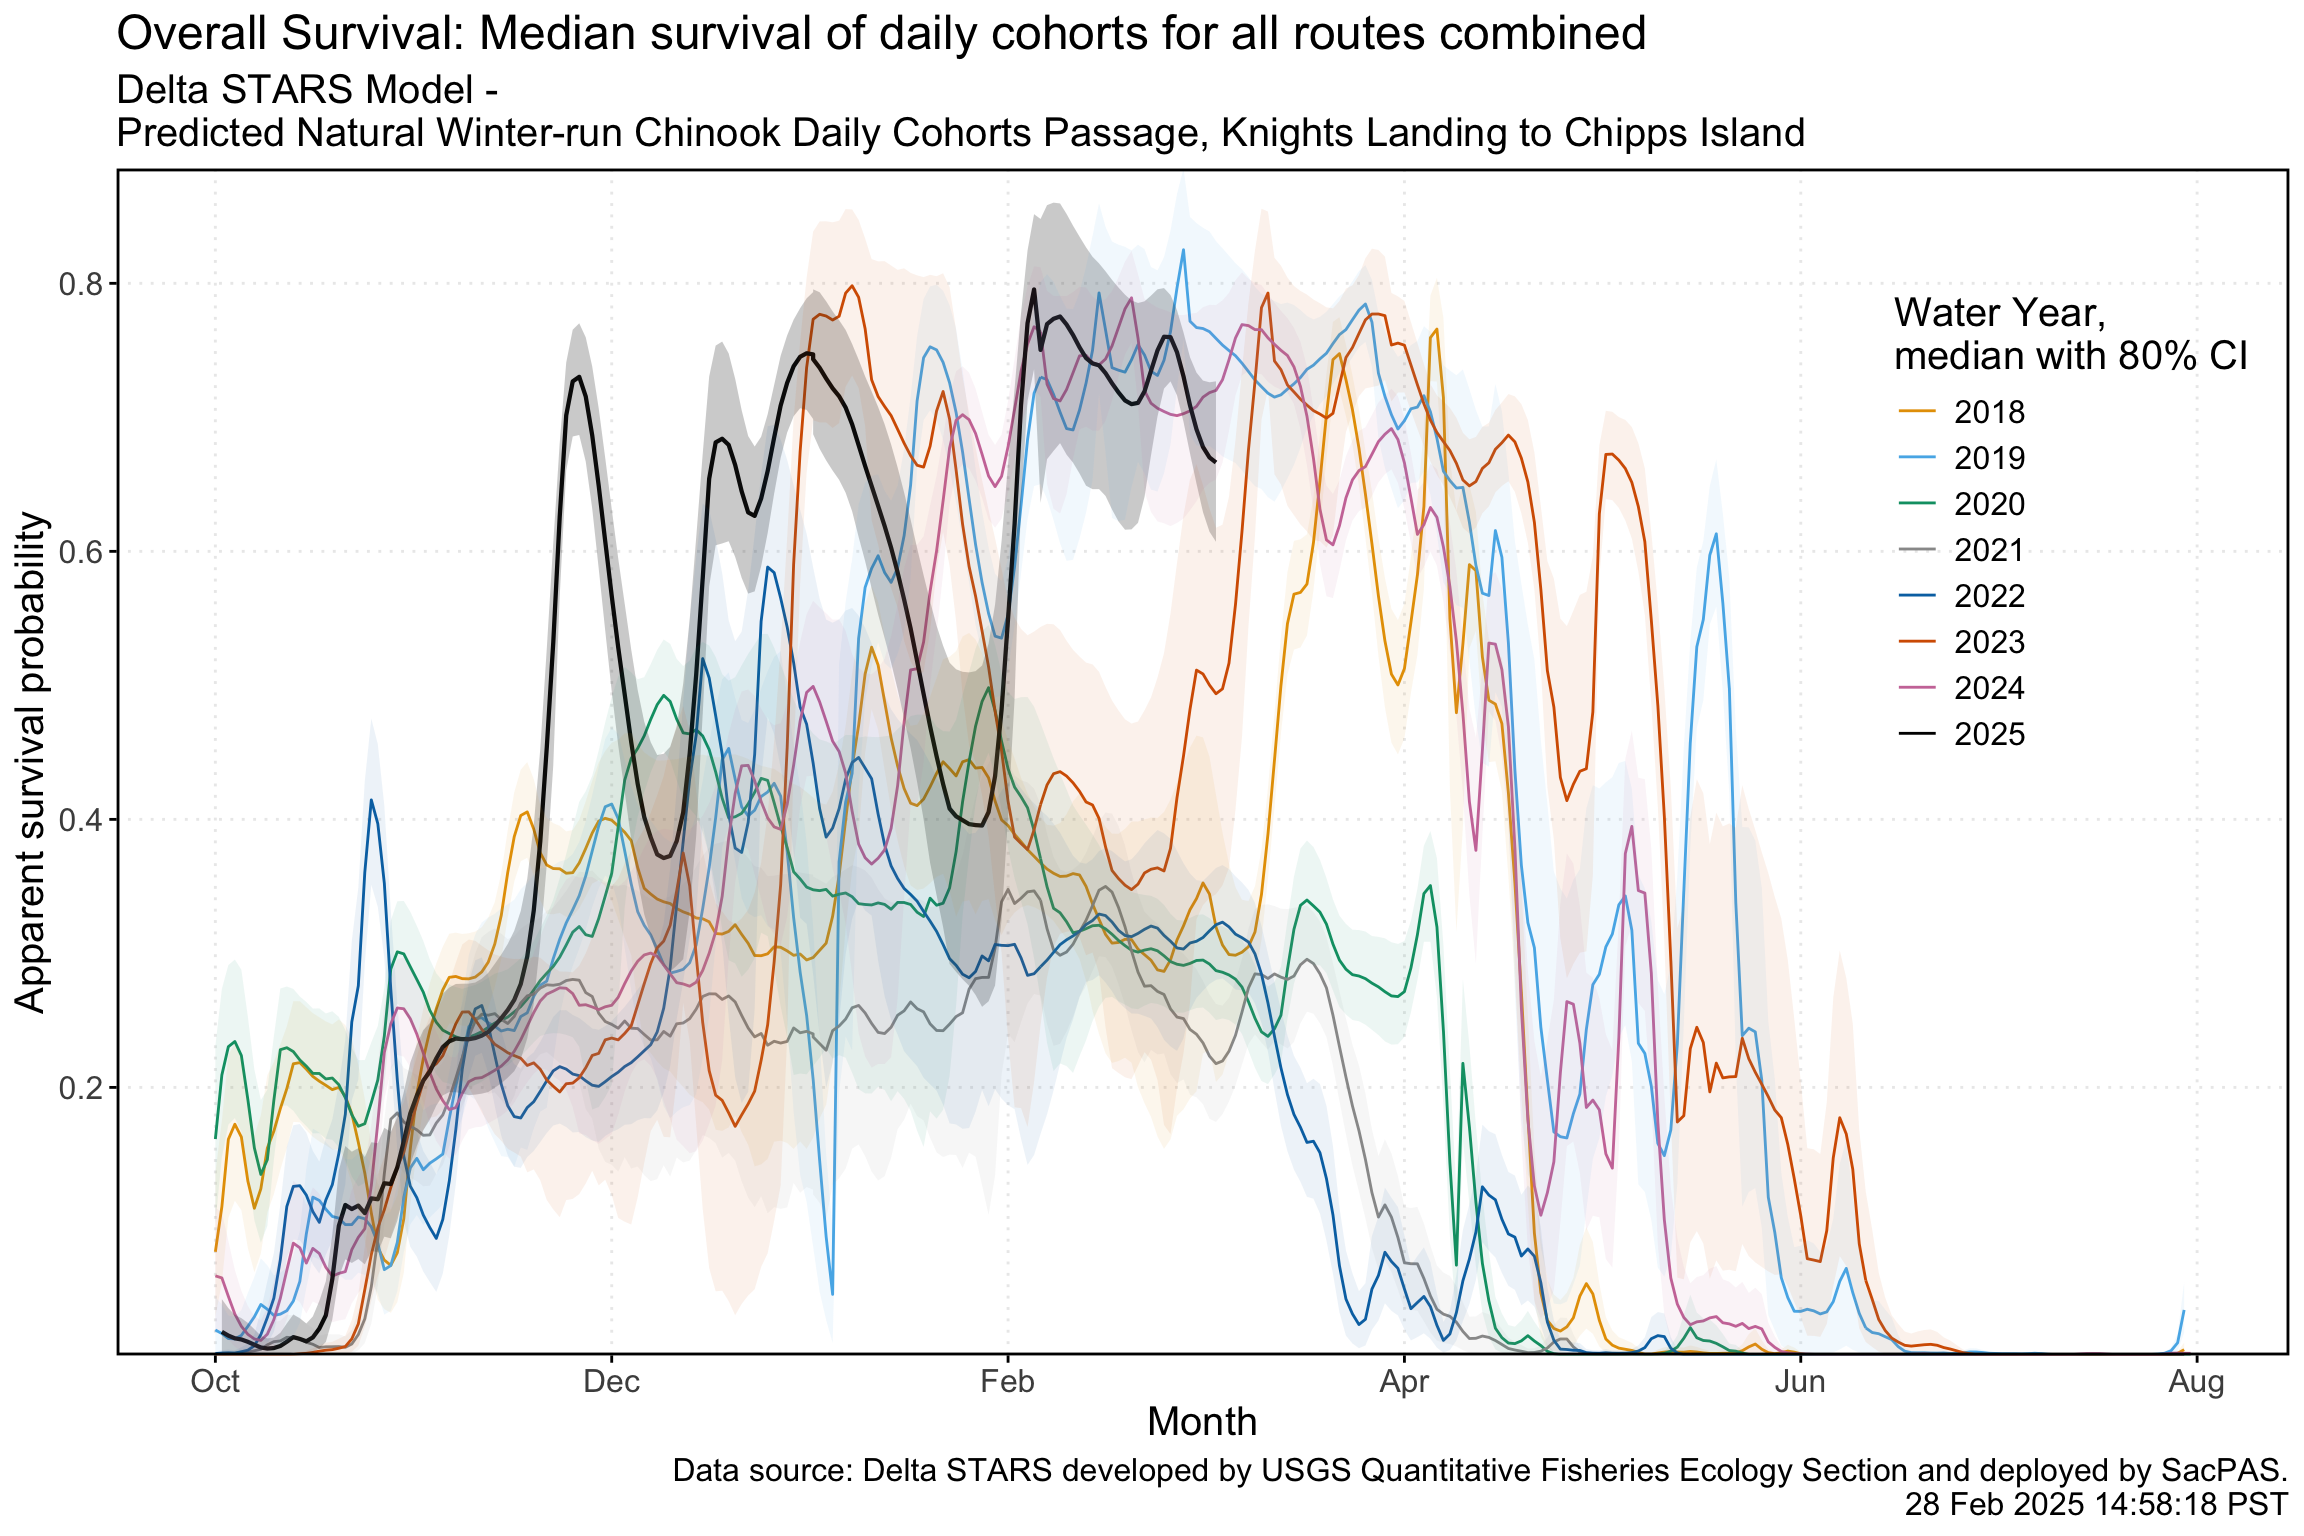 Overall Survival: Median survival of daily cohorts for all routes combined
Delta STARS Model -
Predicted Natural Winter-run Chinook Daily Cohorts Passage, Knights Landing to Chipps Island
Apparent survival probability
0.8
0.6
0.4
0.2
Water Year,
median with 80% CI
2018
2019
2020
2021
2022
2023
2024
2025
Oct Dec Feb Apr Jun Aug
Month
Data source: Delta STARS developed by USGS Quantitative Fisheries Ecology Section and deployed by SacPAS.
28 Feb 2025 14:58:18 PST